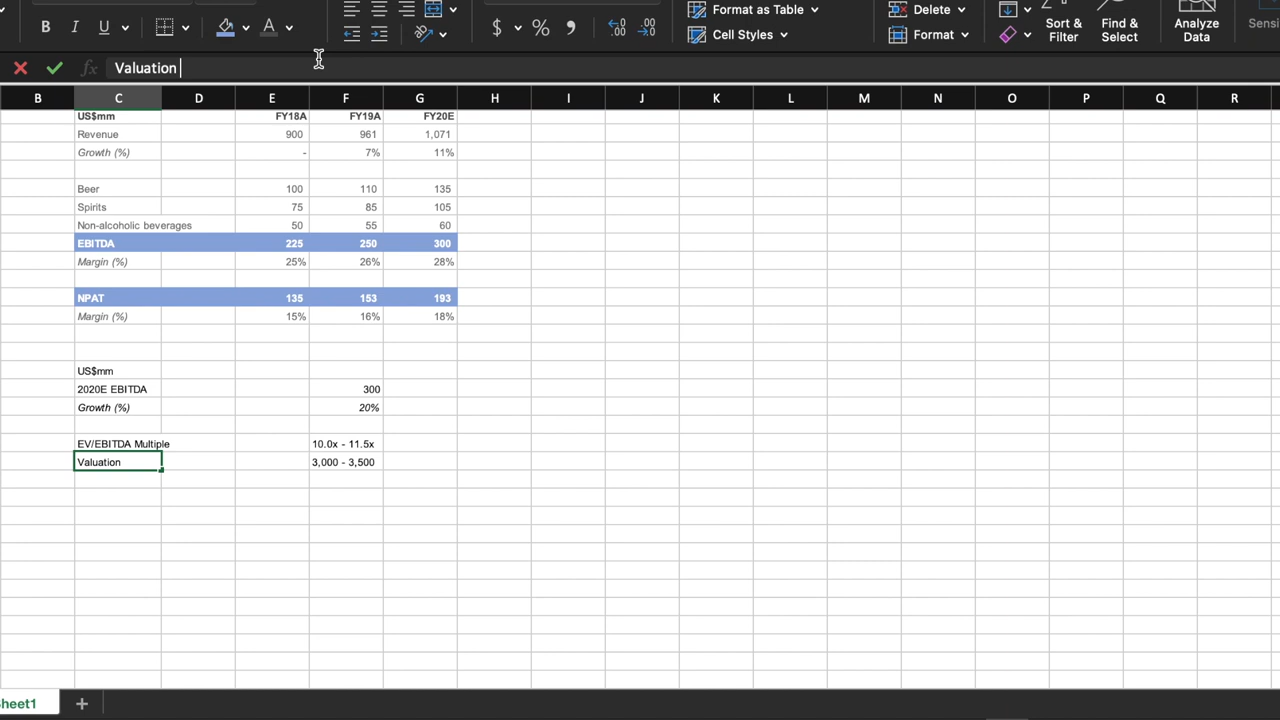 B I U A $ % Format as Table Delete
Cell Styles Format Sort & Filter Find & Select Analyze Data
fx Valuation
B C D E F G H I J K L M N O P Q R
US$mm FY18A FY19A FY20E
Revenue 900 961 1,071
Growth (%) - 7% 11%
Beer 100 110 135
Spirits 75 85 105
Non-alcoholic beverages 50 55 60
EBITDA 225 250 300
Margin (%) 25% 26% 28%
NPAT 135 153 193
Margin (%) 15% 16% 18%
US$mm
2020E EBITDA 300
Growth (%) 20%
EV/EBITDA Multiple 10.0x - 11.5x
Valuation 3,000 - 3,500
heet1 +